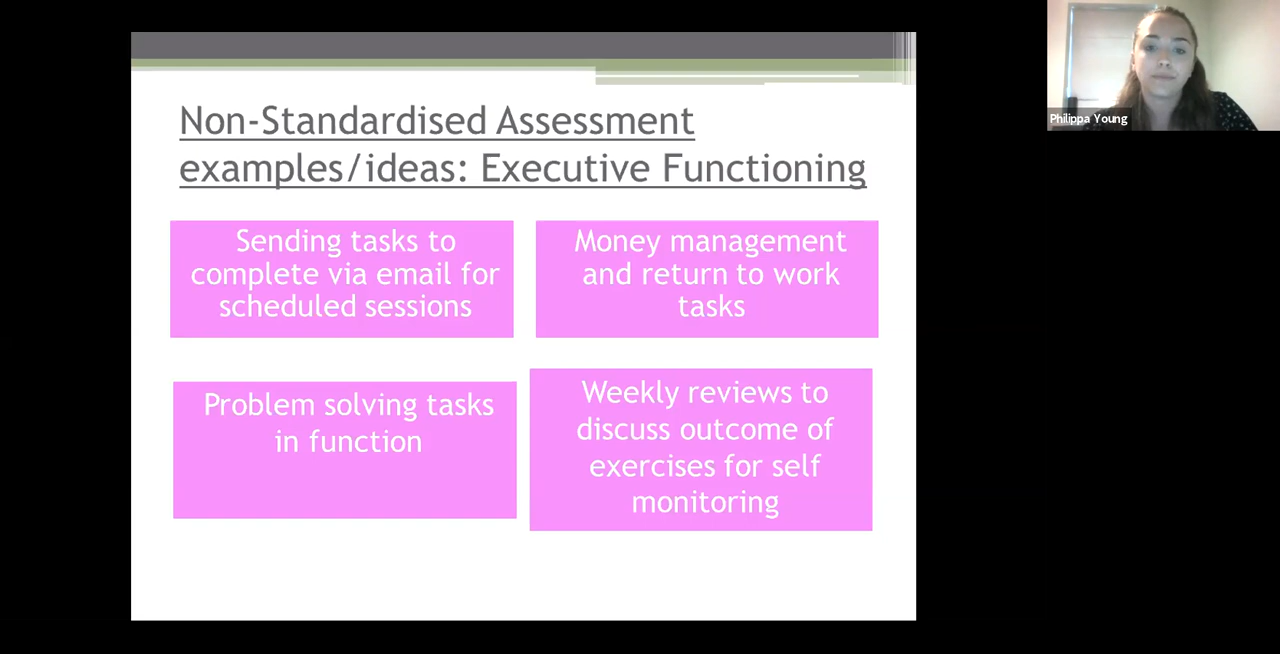 Non-Standardised Assessment
examples/ideas: Executive Functioning
Sending tasks to
complete via email for
scheduled sessions
Money management
and return to work
tasks
Problem solving tasks
in function
Weekly reviews to
discuss outcome of
exercises for self
monitoring
Philippa Young